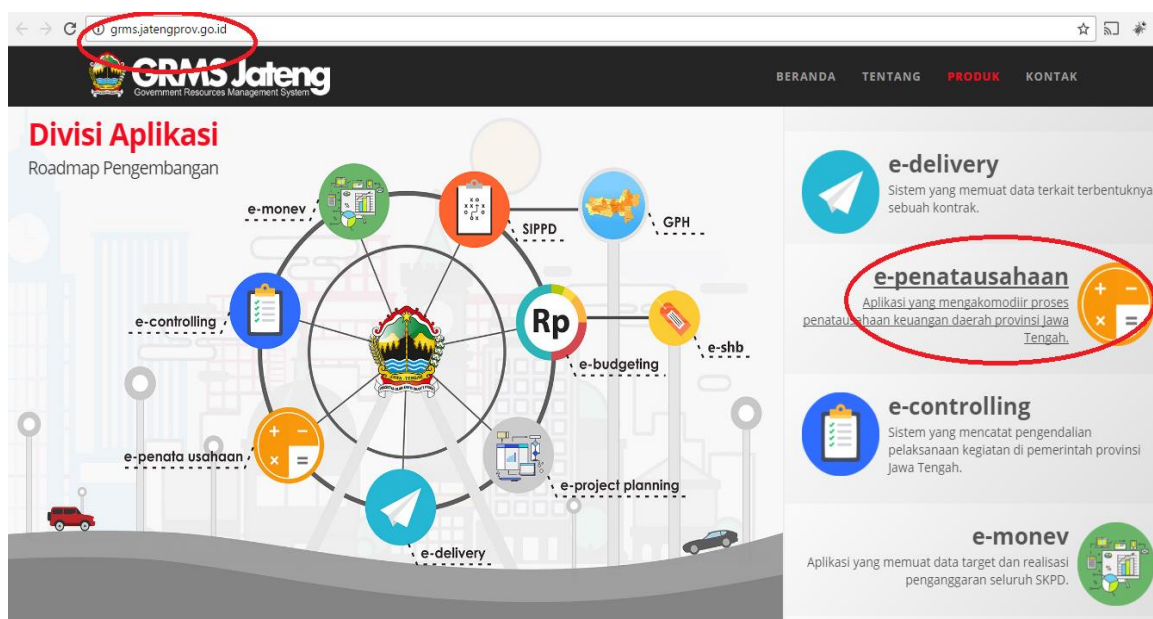 grms.jatengprov.go.id
GRMS Jateng
Government Resources Management System
BERANDA TENTANG PRODUK KONTAK
Divisi Aplikasi
Roadmap Pengembangan
e-monev
SIPPD
GPH
e-controlling
Rp
e-shb
e-budgeting
e-penata usahaan
e-project planning
e-delivery
e-delivery
Sistem yang memuat data terkait terbentuknya
sebuah kontrak.
e-penatausahaan
Aplikasi yang mengakomodiir proses
penatausahaan keuangan daerah provinsi Jawa
Tengah.
e-controlling
Sistem yang mencatat pengendalian
pelaksanaan kegiatan di pemerintah provinsi
Jawa Tengah.
e-monev
Aplikasi yang memuat data target dan realisasi
penganggaran seluruh SKPD.